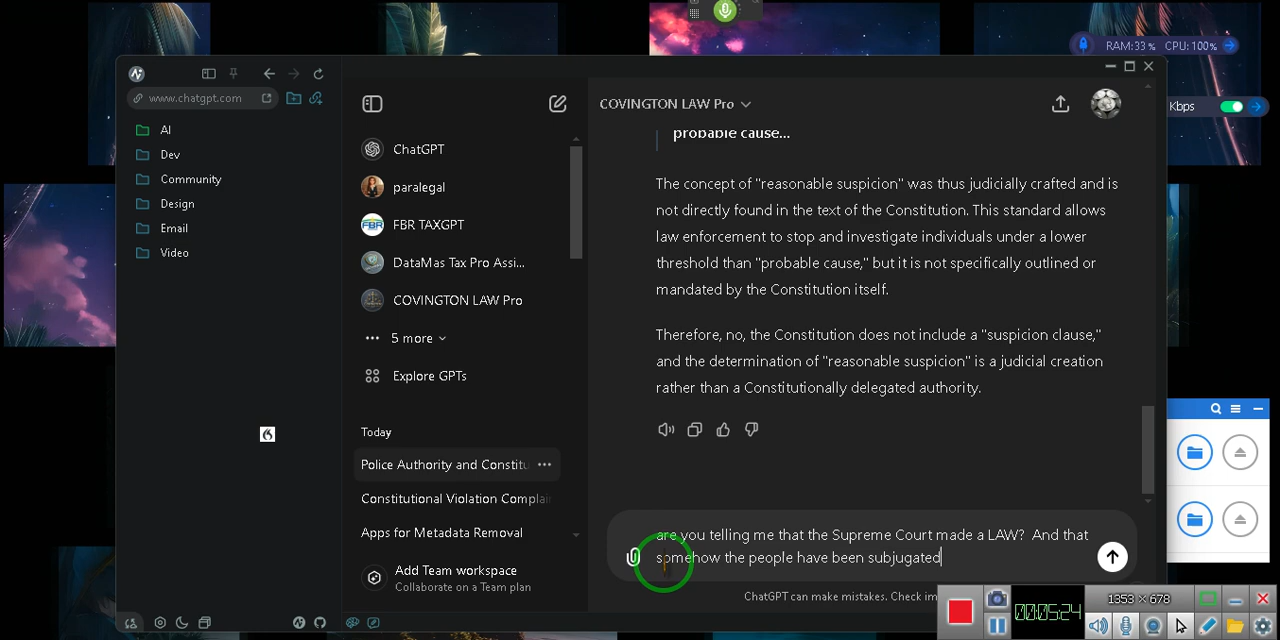 RAM:33 % CPU: 100%
www.chatgpt.com
COVINGTON LAW Pro
Kbps
AI
Dev
Community
Design
Email
Video
ChatGPT
paralegal
FBR TAXGPT
DataMas Tax Pro Assi...
COVINGTON LAW Pro
5 more
Explore GPTs
Today
Police Authority and Constitu
Constitutional Violation Complain
Apps for Metadata Removal
Add Team workspace
Collaborate on a Team plan
probable cause...
The concept of "reasonable suspicion" was thus judicially crafted and is
not directly found in the text of the Constitution. This standard allows
law enforcement to stop and investigate individuals under a lower
threshold than "probable cause," but it is not specifically outlined or
mandated by the Constitution itself.
Therefore, no, the Constitution does not include a "suspicion clause,"
and the determination of "reasonable suspicion" is a judicial creation
rather than a Constitutionally delegated authority.
are you telling me that the Supreme Court made a LAW? And that
somehow the people have been subjugated
ChatGPT can make mistakes. Check im
00:05:24
1353 × 678